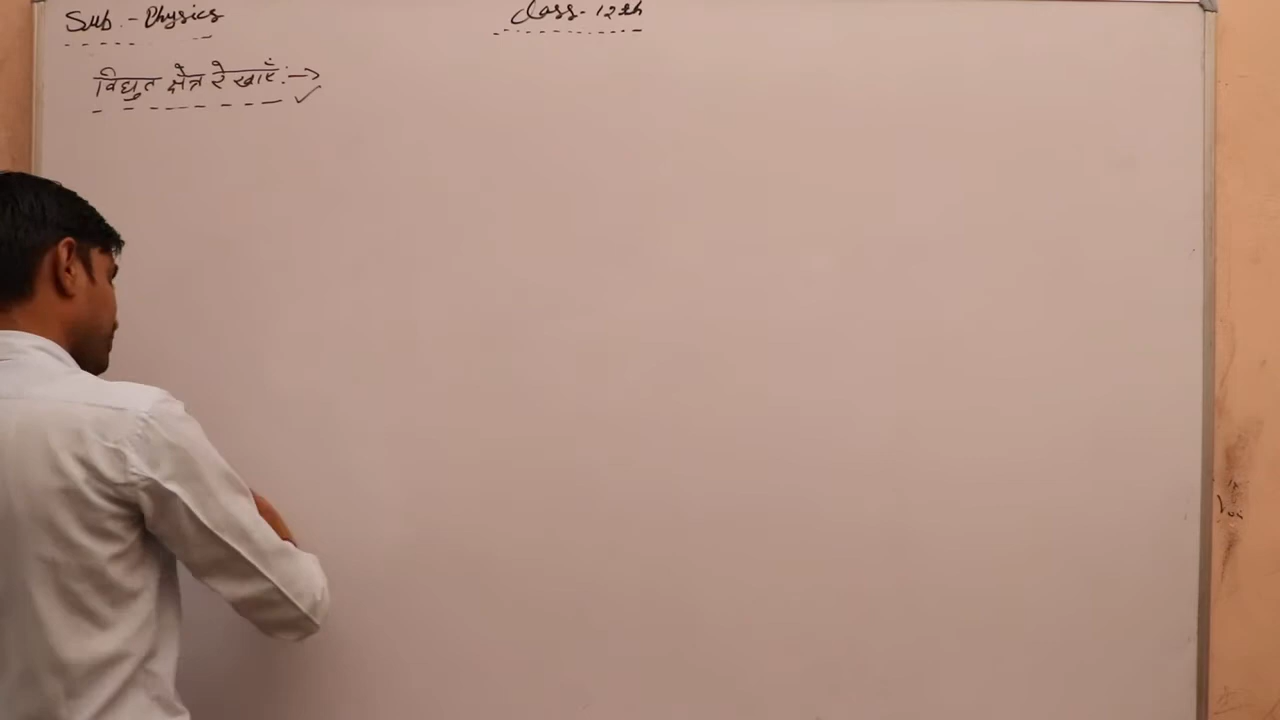 Sub.- Physics
Class- 12th
विद्युत क्षेत्र रेखाएँ:→